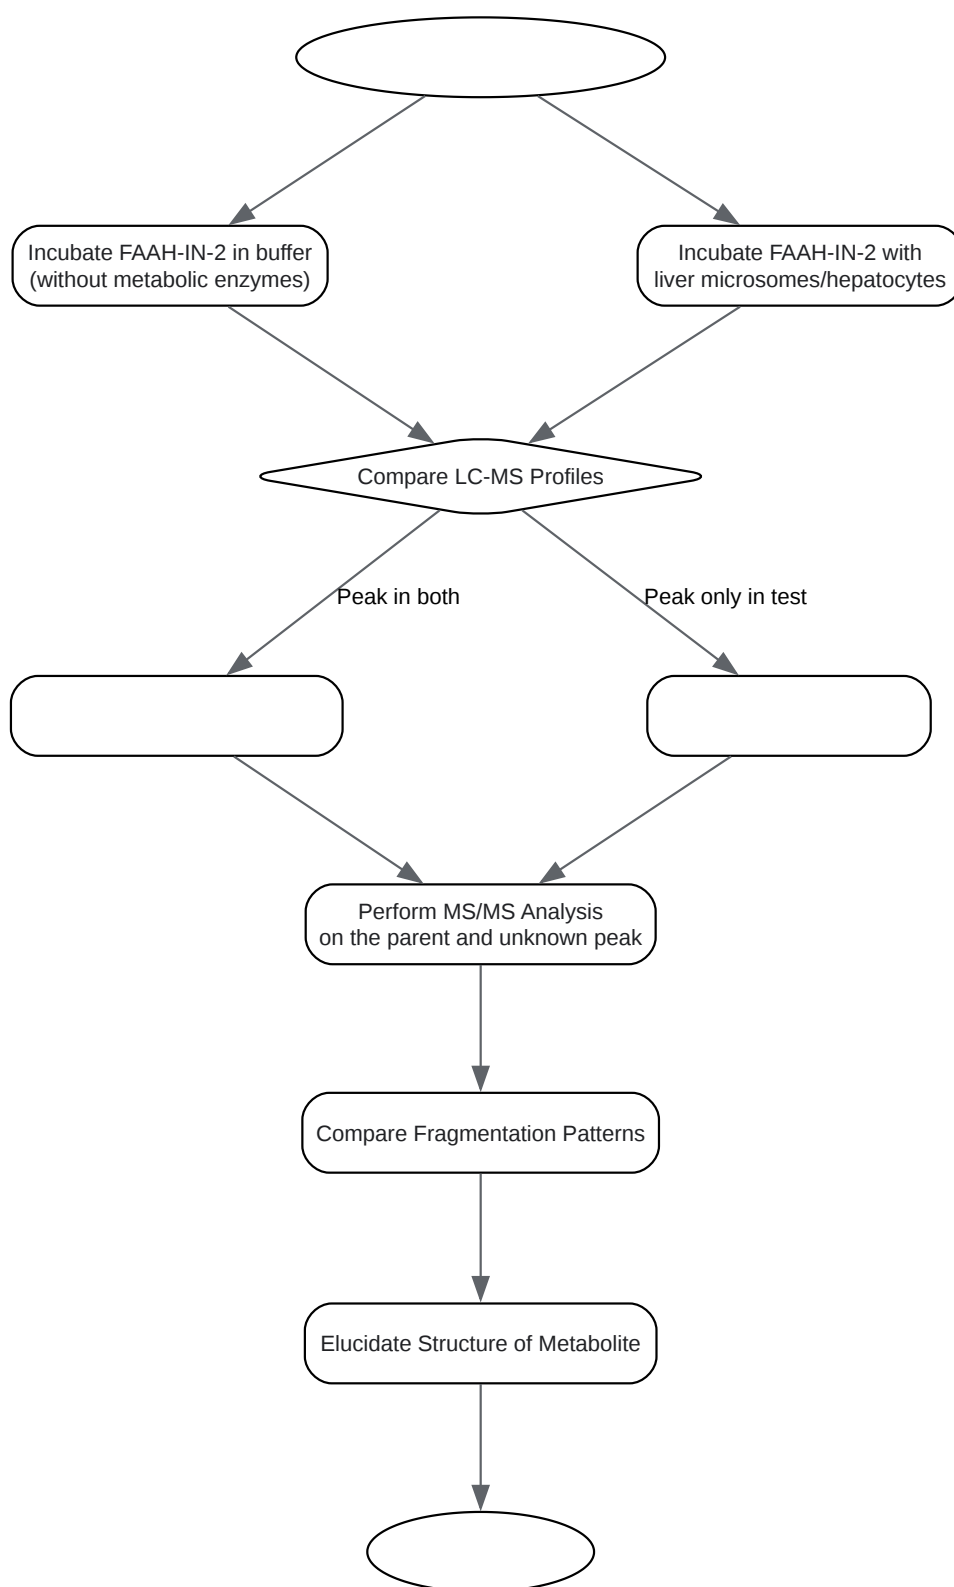 Incubate FAAH-IN-2 in buffer
(without metabolic enzymes)
Incubate FAAH-IN-2 with
liver microsomes/hepatocytes
Compare LC-MS Profiles
Peak in both
Peak only in test
Perform MS/MS Analysis
on the parent and unknown peak
Compare Fragmentation Patterns
Elucidate Structure of Metabolite